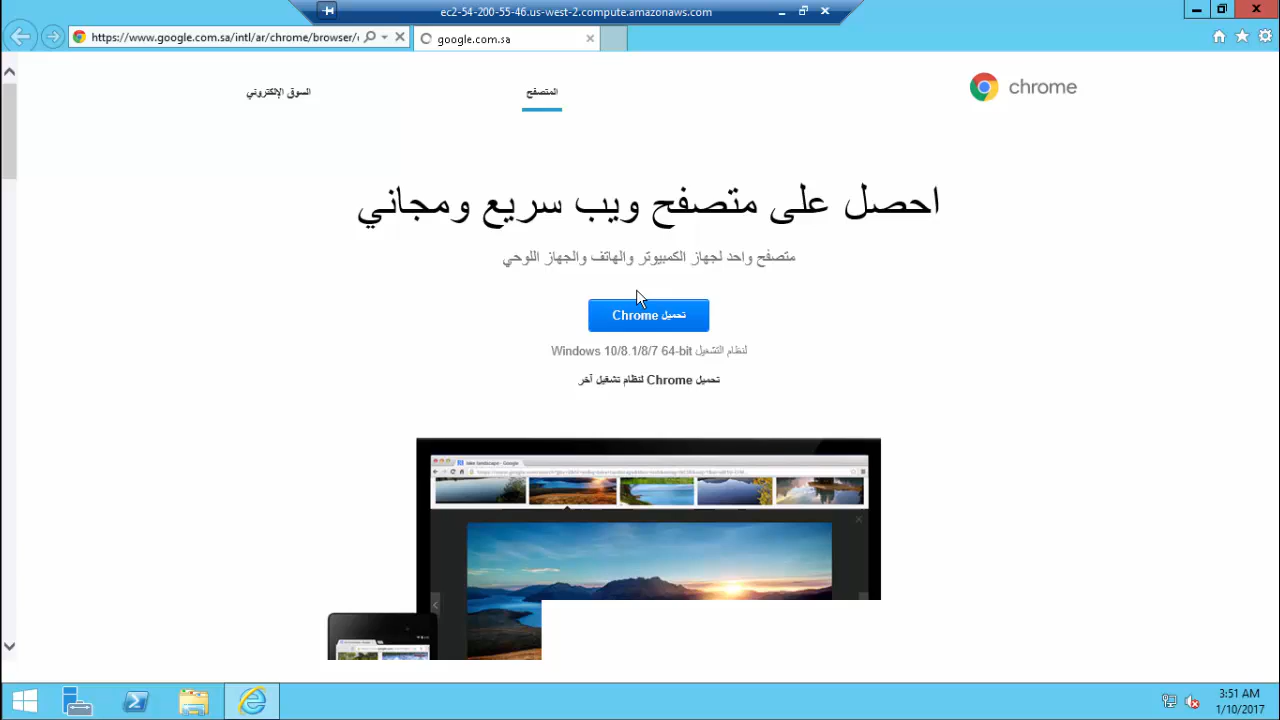 ec2-54-200-55-46.us-west-2.compute.amazonaws.com
https://www.google.com.sa/intl/ar/chrome/browser/
google.com.sa
chrome
المتصفح
السوق الإلكتروني
احصل على متصفح ويب سريع ومجاني
متصفح واحد لجهاز الكمبيوتر والهاتف والجهاز اللوحي
تحميل Chrome
لنظام التشغيل Windows 10/8.1/8/7 64-bit
تحميل Chrome لنظام تشغيل آخر
lake landscape - Google
3:51 AM
1/10/2017